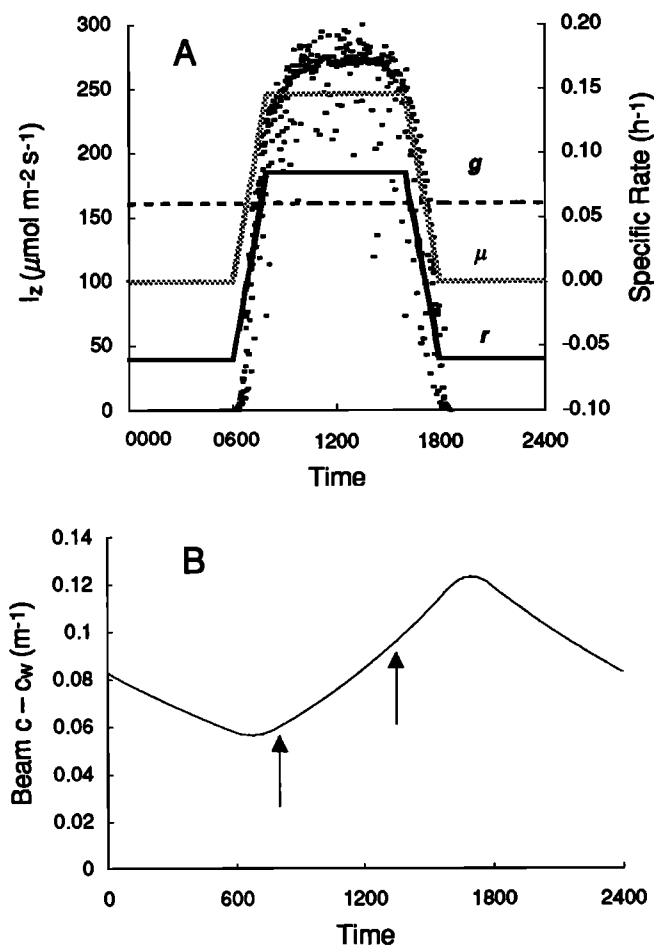 A
I_z (µmol m-2 s-1)
300
250
200
150
100
50
0
0.20
0.15
0.10
0.05
0.00
-0.05
-0.10
Specific Rate (h-1)
g
µ
r
0000 0600 1200 1800 2400
Time
B
Beam c – c_w (m-1)
0.14
0.12
0.1
0.08
0.06
0.04
0.02
0
0 600 1200 1800 2400
Time